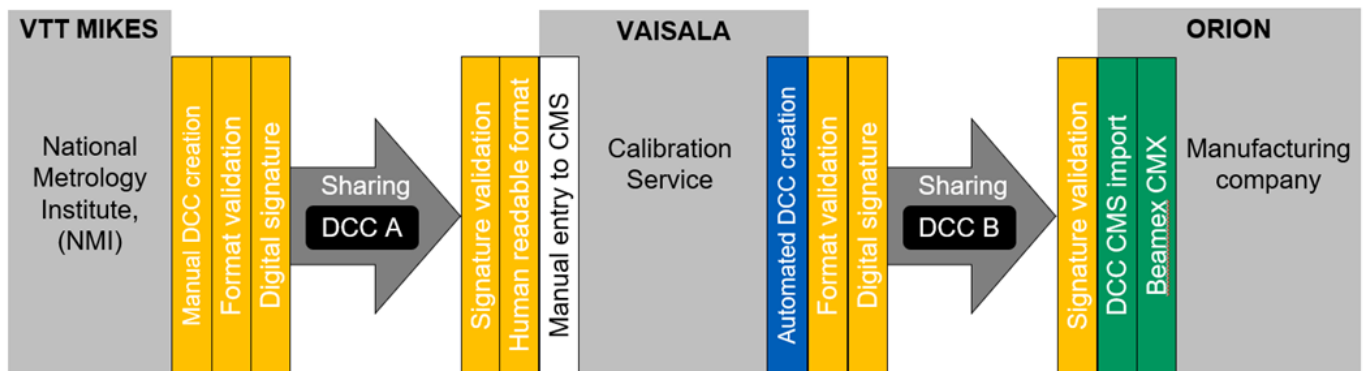 VTT MIKES
National
Metrology
Institute,
(NMI)
Manual DCC creation
Format validation
Digital signature
Sharing
DCC A
Signature validation
Human readable format
Manual entry to CMS
VAISALA
Calibration
Service
Automated DCC creation
Format validation
Digital signature
Sharing
DCC B
Signature validation
DCC CMS import
Beamex CMX
ORION
Manufacturing
company